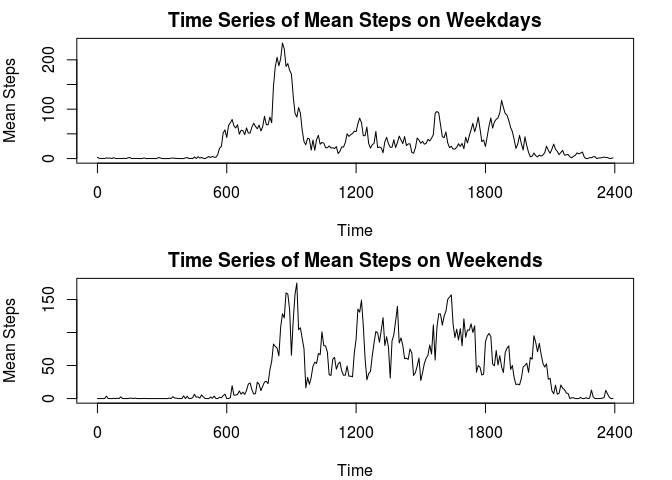 Time Series of Mean Steps on Weekdays
Mean Steps
200
100
0
0 600 1200 1800 2400
Time
Time Series of Mean Steps on Weekends
Mean Steps
150
50
0
0 600 1200 1800 2400
Time